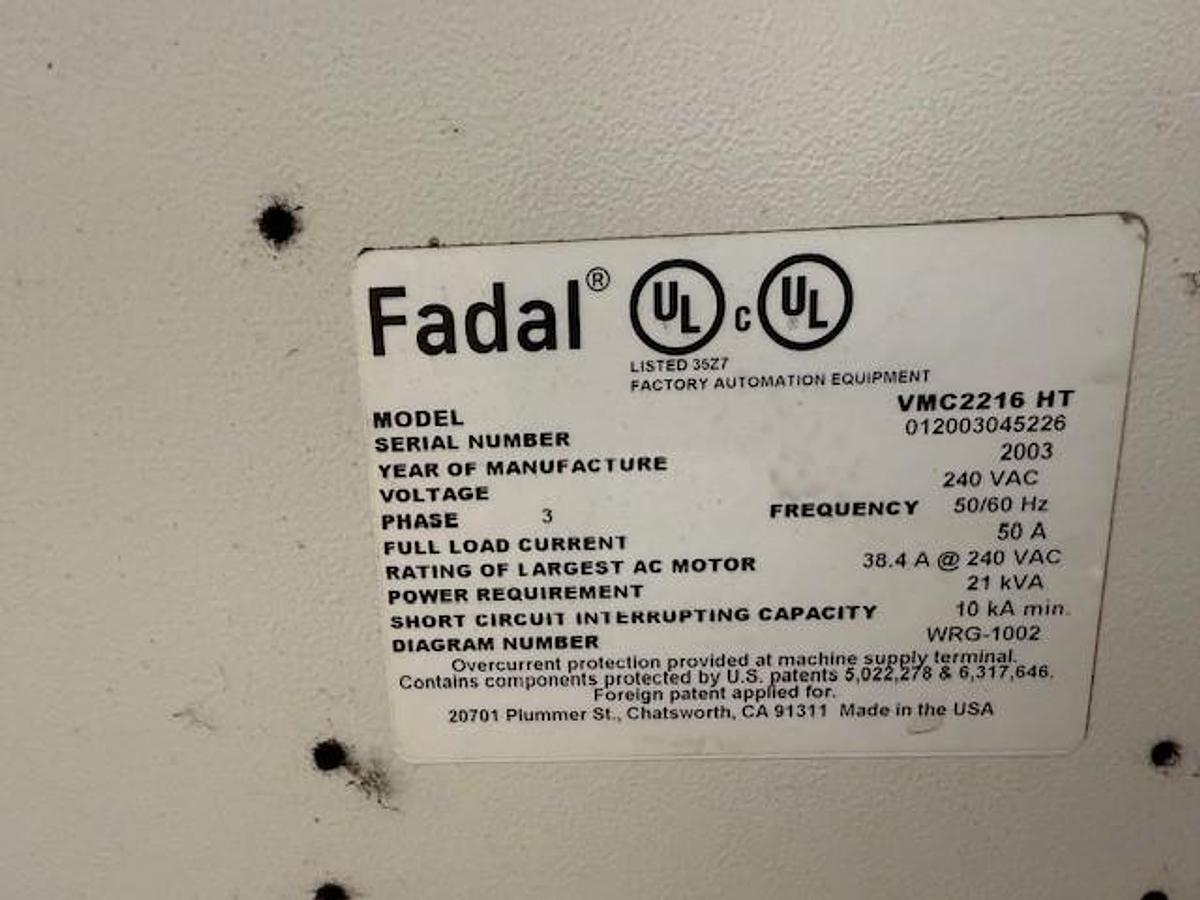 Fadal® UL c UL
LISTED 35Z7
FACTORY AUTOMATION EQUIPMENT
MODEL VMC2216 HT
SERIAL NUMBER 012003045226
YEAR OF MANUFACTURE 2003
VOLTAGE 240 VAC
PHASE 3 FREQUENCY 50/60 Hz
FULL LOAD CURRENT 50 A
RATING OF LARGEST AC MOTOR 38.4 A @ 240 VAC
POWER REQUIREMENT 21 kVA
SHORT CIRCUIT INTERRUPTING CAPACITY 10 kA min.
DIAGRAM NUMBER WRG-1002
Overcurrent protection provided at machine supply terminal.
Contains components protected by U.S. patents 5,022,278 & 6,317,646.
Foreign patent applied for.
20701 Plummer St., Chatsworth, CA 91311 Made in the USA